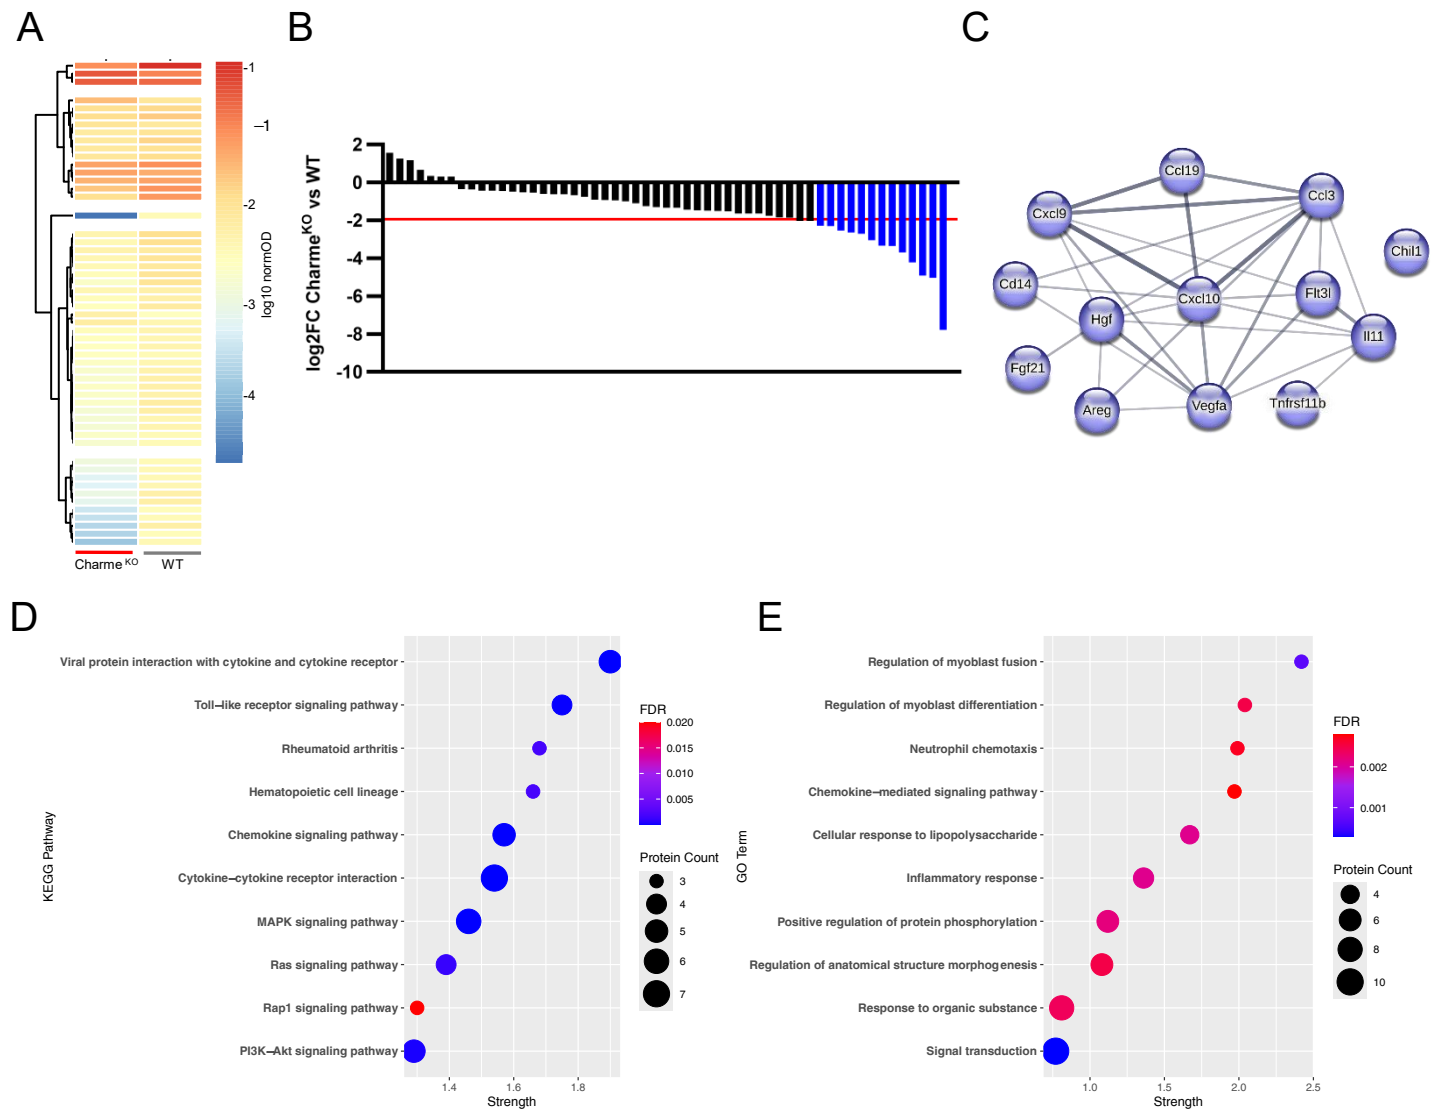 A
-1
–1
-2
-3
-4
log10 normOD
Charme KO
WT
B
log2FC Charme KO vs WT
2
0
-2
-4
-6
-8
-10
C
Ccl19
Cxcl9
Ccl3
Chil1
Cd14
Cxcl10
Flt3l
Hgf
Il11
Fgf21
Areg
Vegfa
Tnfrsf11b
D
KEGG Pathway
Viral protein interaction with cytokine and cytokine receptor
Toll–like receptor signaling pathway
Rheumatoid arthritis
Hematopoietic cell lineage
Chemokine signaling pathway
Cytokine–cytokine receptor interaction
MAPK signaling pathway
Ras signaling pathway
Rap1 signaling pathway
PI3K–Akt signaling pathway
1.4 1.6 1.8
Strength
FDR
0.020
0.015
0.010
0.005
Protein Count
3
4
5
6
7
E
GO Term
Regulation of myoblast fusion
Regulation of myoblast differentiation
Neutrophil chemotaxis
Chemokine–mediated signaling pathway
Cellular response to lipopolysaccharide
Inflammatory response
Positive regulation of protein phosphorylation
Regulation of anatomical structure morphogenesis
Response to organic substance
Signal transduction
1.0 1.5 2.0 2.5
Strength
FDR
0.002
0.001
Protein Count
4
6
8
10